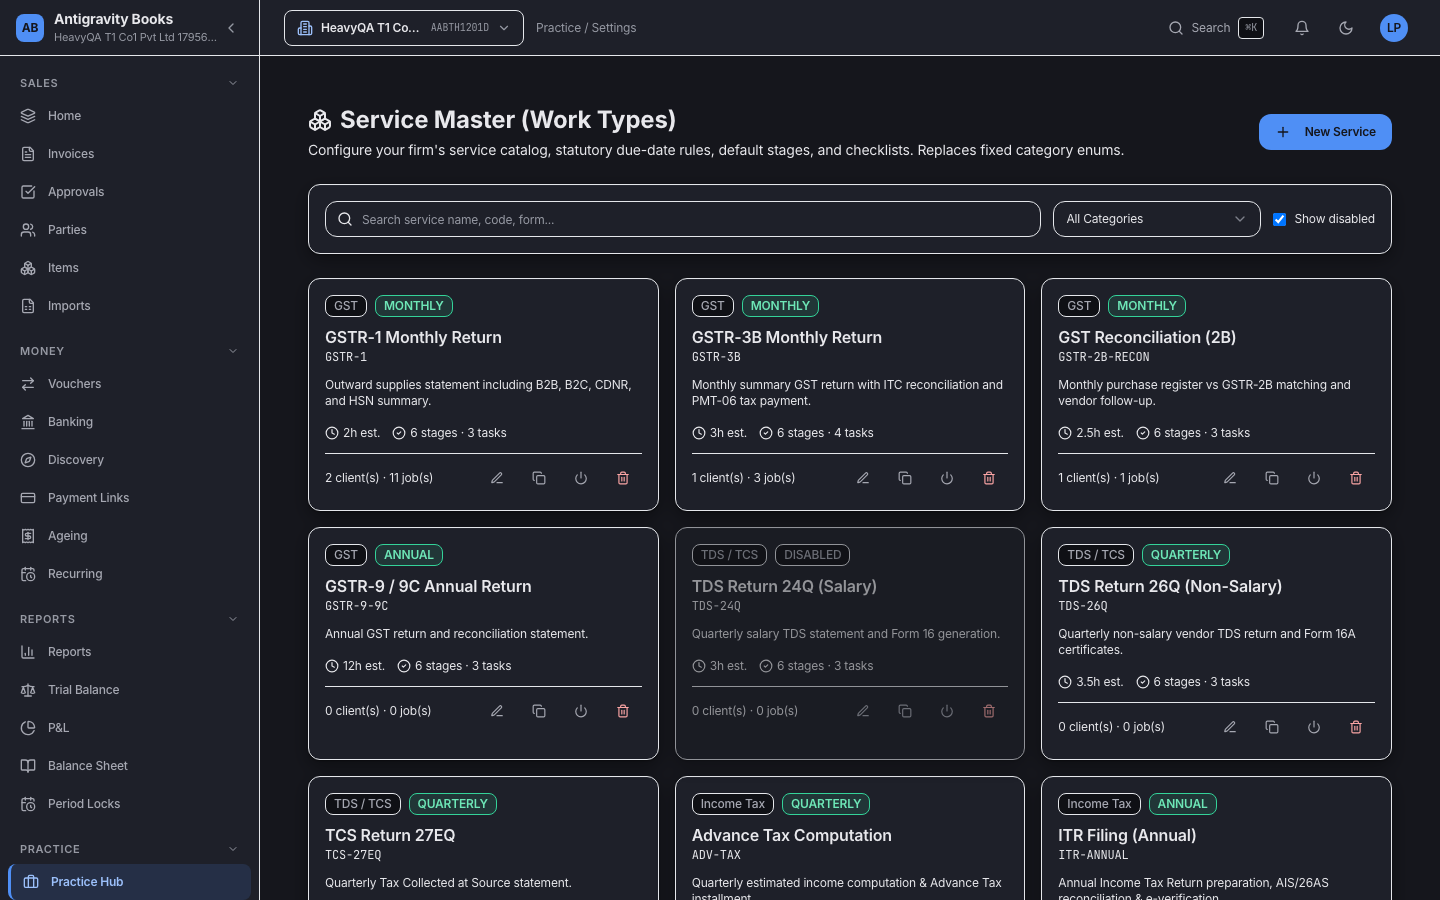 AB
Antigravity Books
HeavyQA T1 Co1 Pvt Ltd 17956...
HeavyQA T1 Co...
AABTH1201D
Practice / Settings
Search
⌘K
LP
SALES
Home
Invoices
Approvals
Parties
Items
Imports
MONEY
Vouchers
Banking
Discovery
Payment Links
Ageing
Recurring
REPORTS
Reports
Trial Balance
P&L
Balance Sheet
Period Locks
PRACTICE
Practice Hub
Service Master (Work Types)
Configure your firm's service catalog, statutory due-date rules, default stages, and checklists. Replaces fixed category enums.
New Service
Search service name, code, form...
All Categories
Show disabled
GST MONTHLY
GSTR-1 Monthly Return
GSTR-1
Outward supplies statement including B2B, B2C, CDNR,
and HSN summary.
2h est. 6 stages · 3 tasks
2 client(s) · 11 job(s)
GST MONTHLY
GSTR-3B Monthly Return
GSTR-3B
Monthly summary GST return with ITC reconciliation and
PMT-06 tax payment.
3h est. 6 stages · 4 tasks
1 client(s) · 3 job(s)
GST MONTHLY
GST Reconciliation (2B)
GSTR-2B-RECON
Monthly purchase register vs GSTR-2B matching and
vendor follow-up.
2.5h est. 6 stages · 3 tasks
1 client(s) · 1 job(s)
GST ANNUAL
GSTR-9 / 9C Annual Return
GSTR-9-9C
Annual GST return and reconciliation statement.
12h est. 6 stages · 3 tasks
0 client(s) · 0 job(s)
TDS / TCS DISABLED
TDS Return 24Q (Salary)
TDS-24Q
Quarterly salary TDS statement and Form 16 generation.
3h est. 6 stages · 3 tasks
0 client(s) · 0 job(s)
TDS / TCS QUARTERLY
TDS Return 26Q (Non-Salary)
TDS-26Q
Quarterly non-salary vendor TDS return and Form 16A
certificates.
3.5h est. 6 stages · 3 tasks
0 client(s) · 0 job(s)
TDS / TCS QUARTERLY
TCS Return 27EQ
TCS-27EQ
Quarterly Tax Collected at Source statement.
Income Tax QUARTERLY
Advance Tax Computation
ADV-TAX
Quarterly estimated income computation & Advance Tax
installment
Income Tax ANNUAL
ITR Filing (Annual)
ITR-ANNUAL
Annual Income Tax Return preparation, AIS/26AS
reconciliation & e-verification